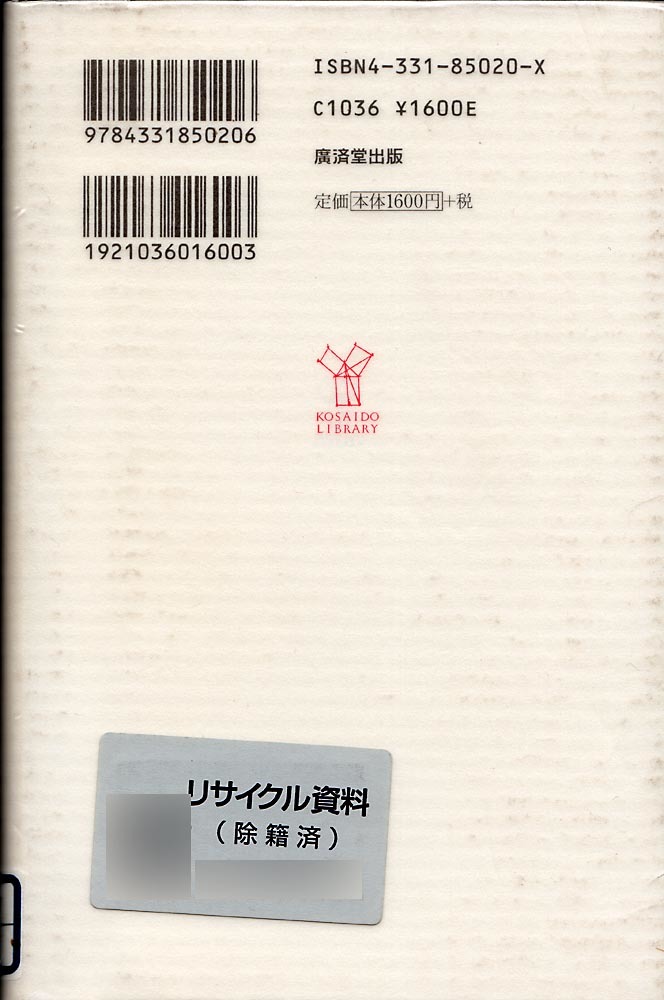 ISBN4-331-85020-X
C1036 ¥1600E
9784331850206
廣済堂出版
定価本体1600円+税
1921036016003
KOSAIDO
LIBRARY
リサイクル資料
(除籍済)